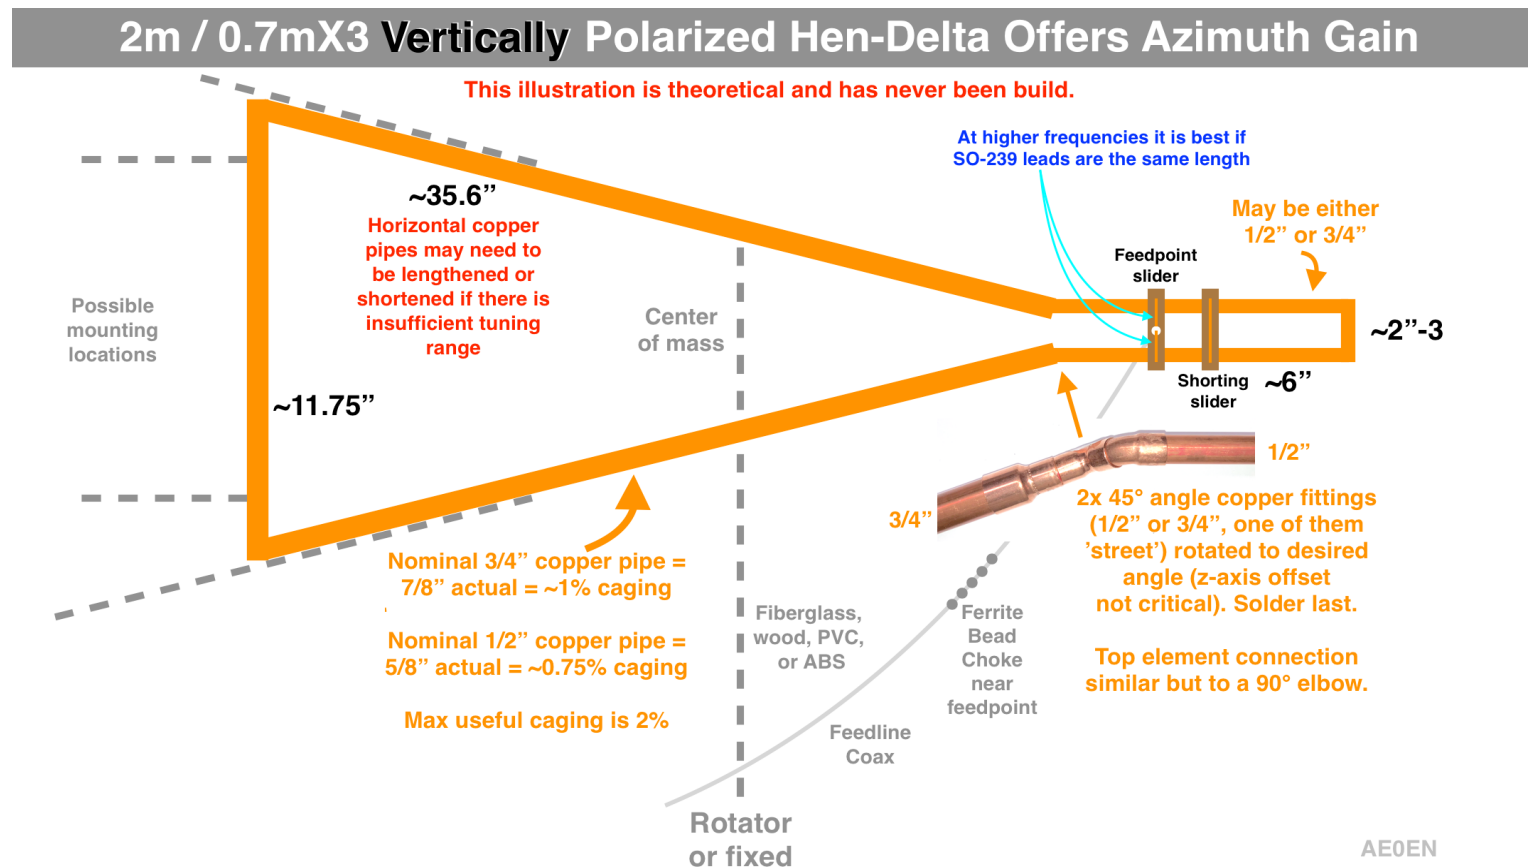 2m / 0.7mX3 Vertically Polarized Hen-Delta Offers Azimuth Gain
This illustration is theoretical and has never been build.
At higher frequencies it is best if
SO-239 leads are the same length
~35.6”
Horizontal copper
pipes may need to
be lengthened or
shortened if there is
insufficient tuning
range
May be either
1/2” or 3/4”
Feedpoint
slider
Possible
mounting
locations
Center
of mass
~2”-3
Shorting
slider
~6”
~11.75”
1/2”
3/4”
2x 45° angle copper fittings
(1/2” or 3/4”, one of them
’street’) rotated to desired
angle (z-axis offset
not critical). Solder last.
Top element connection
similar but to a 90° elbow.
Nominal 3/4” copper pipe =
7/8” actual = ~1% caging
Nominal 1/2” copper pipe =
5/8” actual = ~0.75% caging
Max useful caging is 2%
Fiberglass,
wood, PVC,
or ABS
Ferrite
Bead
Choke
near
feedpoint
Feedline
Coax
Rotator
or fixed
AE0EN